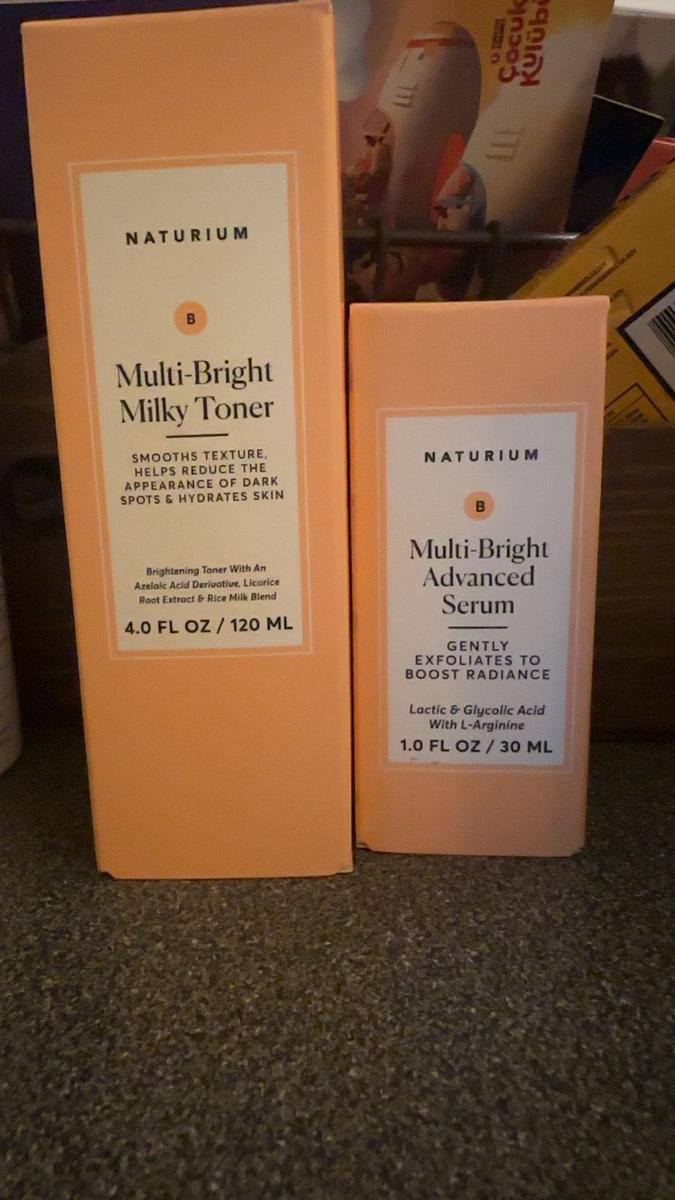 NATURIUM
B
Multi-Bright
Milky Toner
SMOOTHS TEXTURE,
HELPS REDUCE THE
APPEARANCE OF DARK
SPOTS & HYDRATES SKIN
Brightening Toner With An
Azelaic Acid Derivative, Licorice
Root Extract & Rice Milk Blend
4.0 FL OZ / 120 ML
NATURIUM
B
Multi-Bright
Advanced
Serum
GENTLY
EXFOLIATES TO
BOOST RADIANCE
Lactic & Glycolic Acid
With L-Arginine
1.0 FL OZ / 30 ML
Çocuk
Kulübü